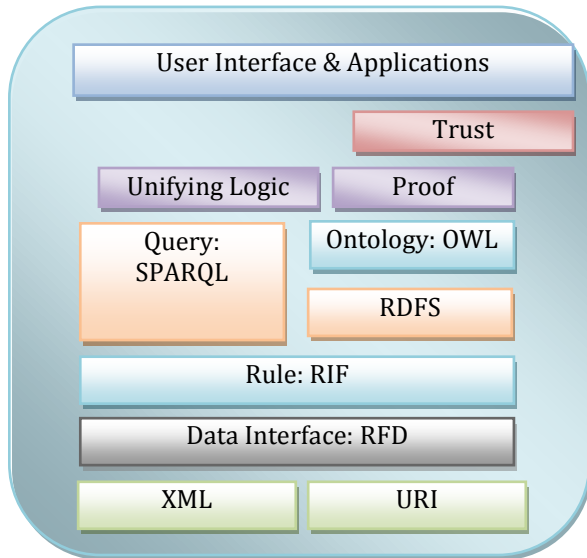 User Interface & Applications
Trust
Unifying Logic
Proof
Query:
SPARQL
Ontology: OWL
RDFS
Rule: RIF
Data Interface: RFD
XML
URI